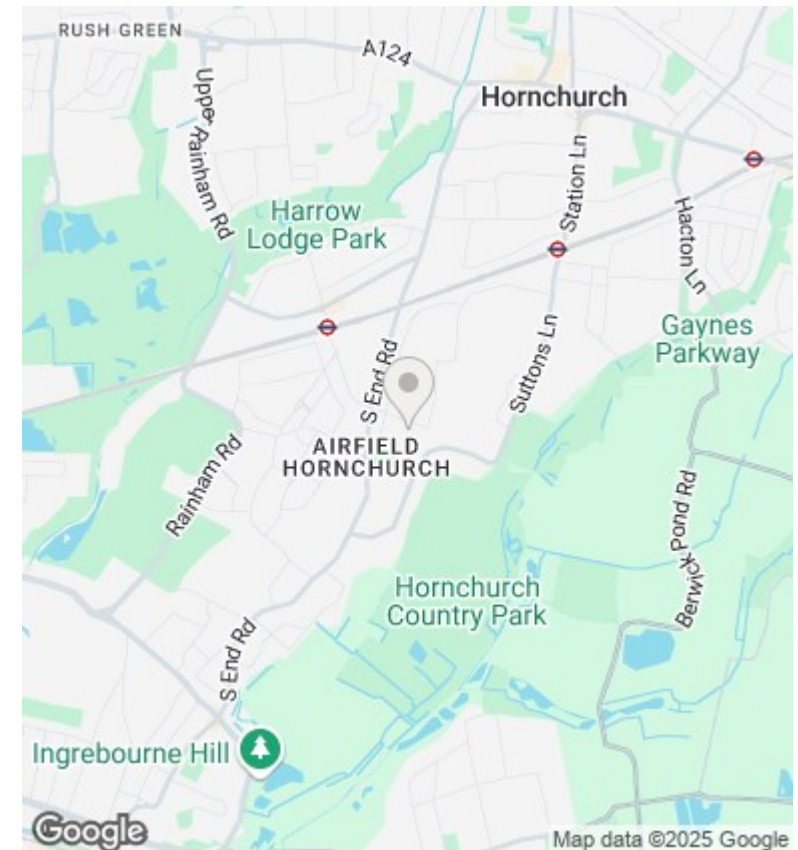 RUSH GREEN
A124
Hornchurch
Upper Rainham Rd
Station Ln
Harrow
Lodge Park
Hacton Ln
Gaynes
Parkway
S End Rd
Suttons Ln
AIRFIELD
HORNCHURCH
Rainham Rd
Berwick Pond Rd
Hornchurch
Country Park
S End Rd
Ingrebourne Hill
Google
Map data ©2025 Google